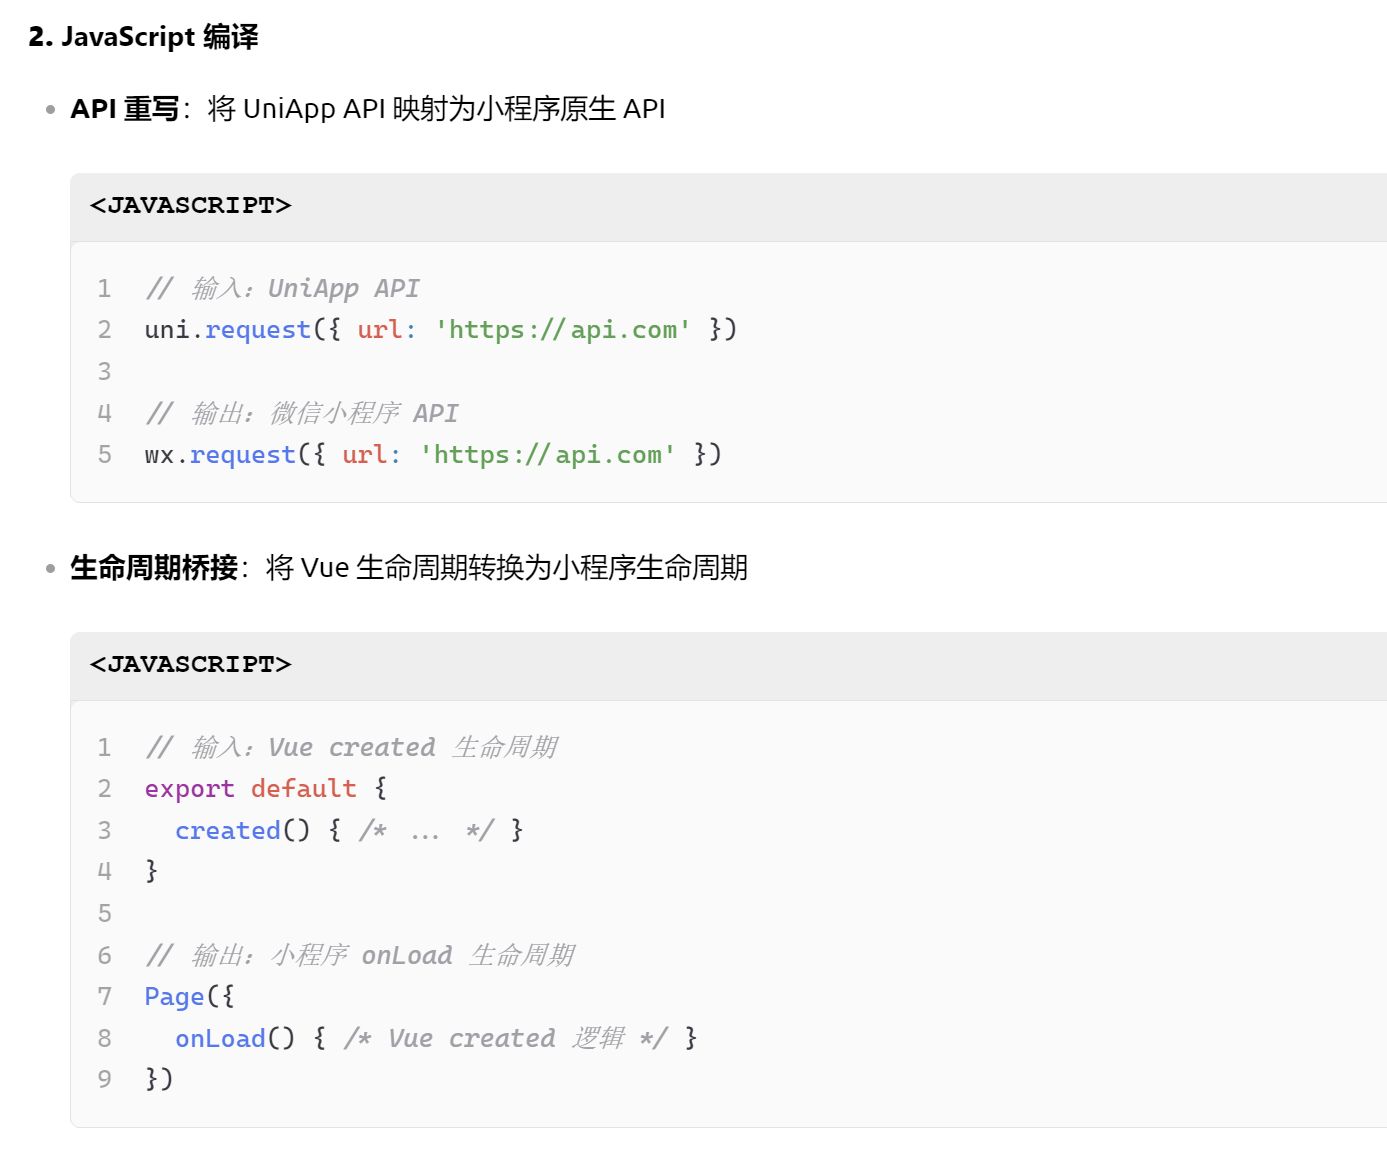 2. JavaScript 编译
API 重写：将 UniApp API 映射为小程序原生 API
<JAVASCRIPT>
1 // 输入：UniApp API
2 uni.request({ url: 'https://api.com' })
3
4 // 输出：微信小程序 API
5 wx.request({ url: 'https://api.com' })
生命周期桥接：将 Vue 生命周期转换为小程序生命周期
<JAVASCRIPT>
1 // 输入：Vue created 生命周期
2 export default {
3   created() { /* ... */ }
4 }
5
6 // 输出：小程序 onLoad 生命周期
7 Page({
8   onLoad() { /* Vue created 逻辑 */ }
9 })